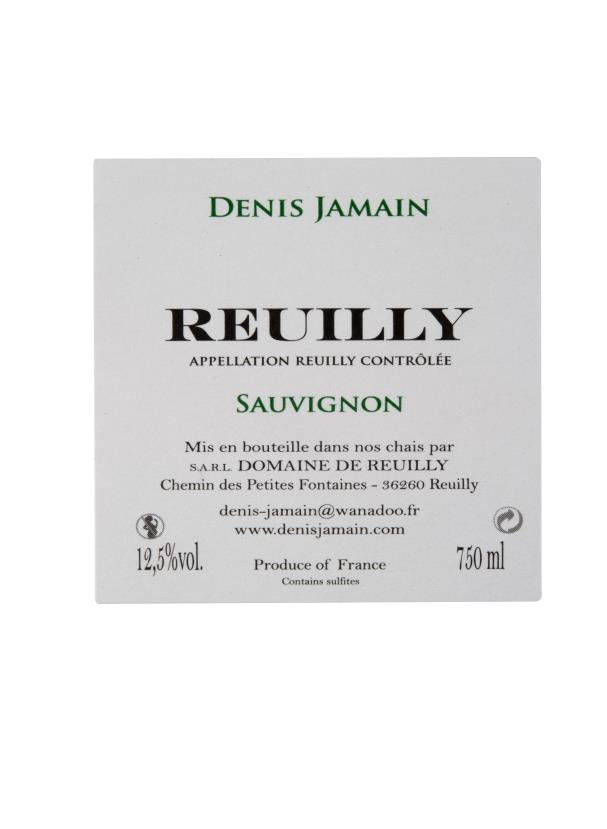 DENIS JAMAIN
REUILLY
APPELLATION REUILLY CONTRÔLÉE
SAUVIGNON
Mis en bouteille dans nos chais par
S.A.R.L. DOMAINE DE REUILLY
Chemin des Petites Fontaines - 36260 Reuilly
denis-jamain@wanadoo.fr
www.denisjamain.com
12,5%vol.
Produce of France
750 ml
Contains sulfites